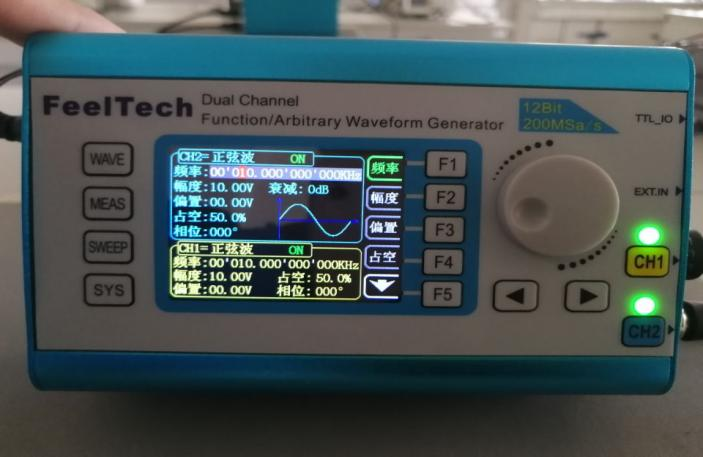 FeelTech
Dual Channel
Function/Arbitrary Waveform Generator
12Bit
200MSa/s
TTL_IO
EXT.IN
WAVE
MEAS
SWEEP
SYS
CH2=正弦波 ON
频率:00'010.000'000'000KHz
幅度:10.00V 衰减:0dB
偏置:00.00V
占空:50.0%
相位:000°
CH1=正弦波 ON
频率:00'010.000'000'000KHz
幅度:10.00V 占空:50.0%
偏置:00.00V 相位:000°
频率
幅度
偏置
占空
F1
F2
F3
F4
F5
CH1
CH2